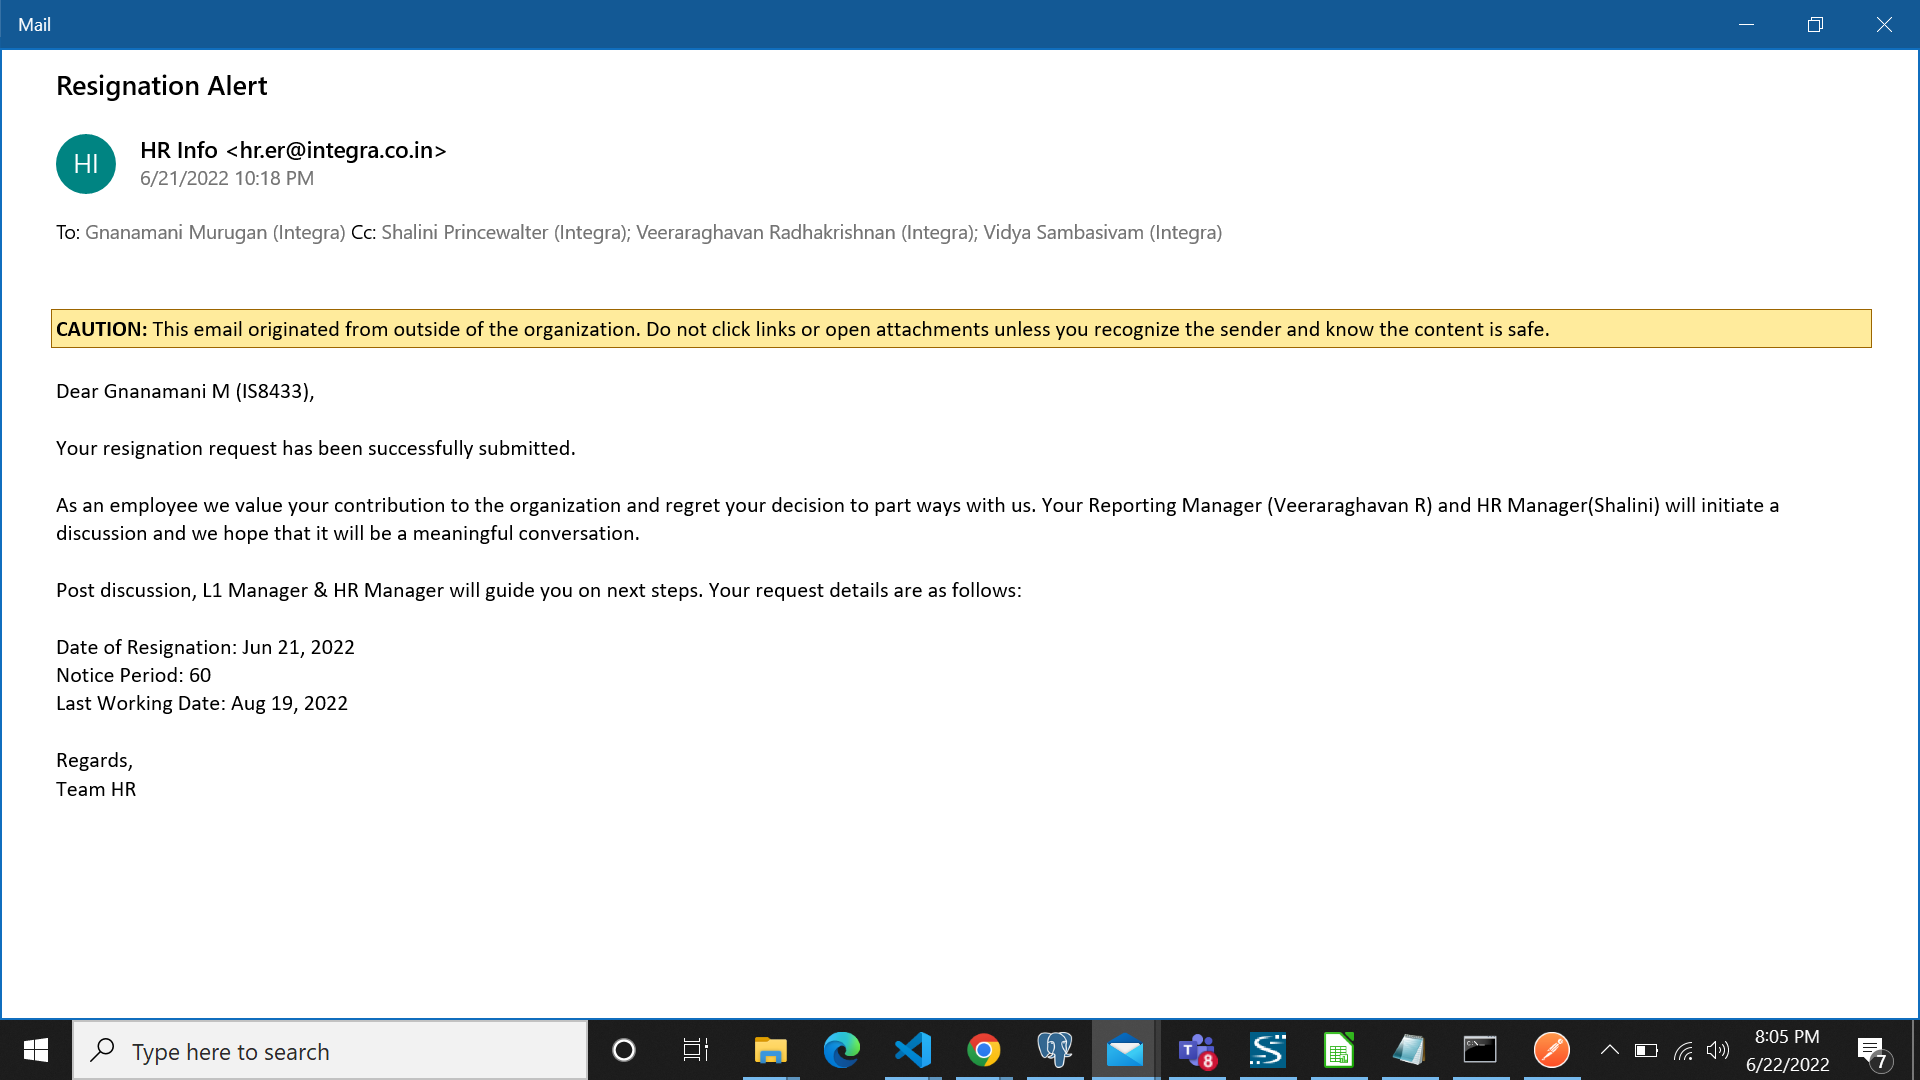 Mail
Resignation Alert
HI
HR Info <hr.er@integra.co.in>
6/21/2022 10:18 PM
To: Gnanamani Murugan (Integra) Cc: Shalini Princewalter (Integra); Veeraraghavan Radhakrishnan (Integra); Vidya Sambasivam (Integra)
CAUTION: This email originated from outside of the organization. Do not click links or open attachments unless you recognize the sender and know the content is safe.
Dear Gnanamani M (IS8433),
Your resignation request has been successfully submitted.
As an employee we value your contribution to the organization and regret your decision to part ways with us. Your Reporting Manager (Veeraraghavan R) and HR Manager(Shalini) will initiate a
discussion and we hope that it will be a meaningful conversation.
Post discussion, L1 Manager & HR Manager will guide you on next steps. Your request details are as follows:
Date of Resignation: Jun 21, 2022
Notice Period: 60
Last Working Date: Aug 19, 2022
Regards,
Team HR
Type here to search
T
8
S
8:05 PM
6/22/2022
7